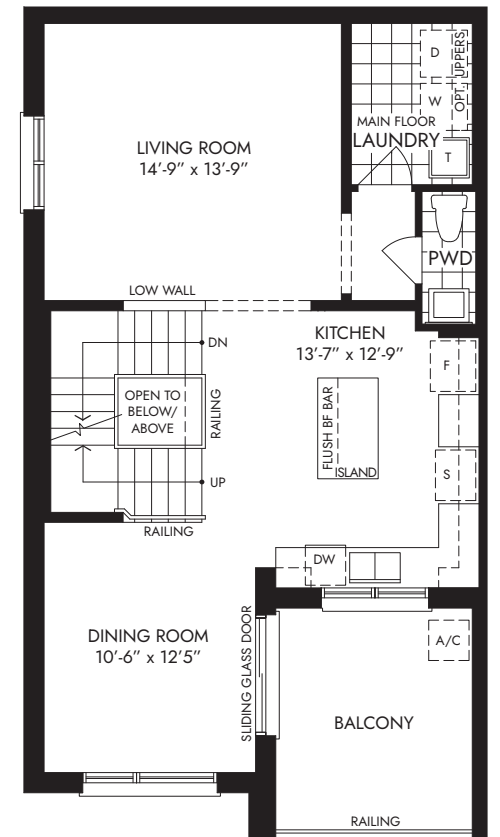 D
OPT. UPPERS
W
MAIN FLOOR
LAUNDRY
T
LIVING ROOM
14’-9” x 13’-9”
PWD
LOW WALL
KITCHEN
13’-7” x 12’-9”
DN
F
OPEN TO
BELOW/
ABOVE
RAILING
FLUSH BF BAR
ISLAND
S
UP
RAILING
DW
DINING ROOM
10’-6” x 12’5”
SLIDING GLASS DOOR
A/C
BALCONY
RAILING